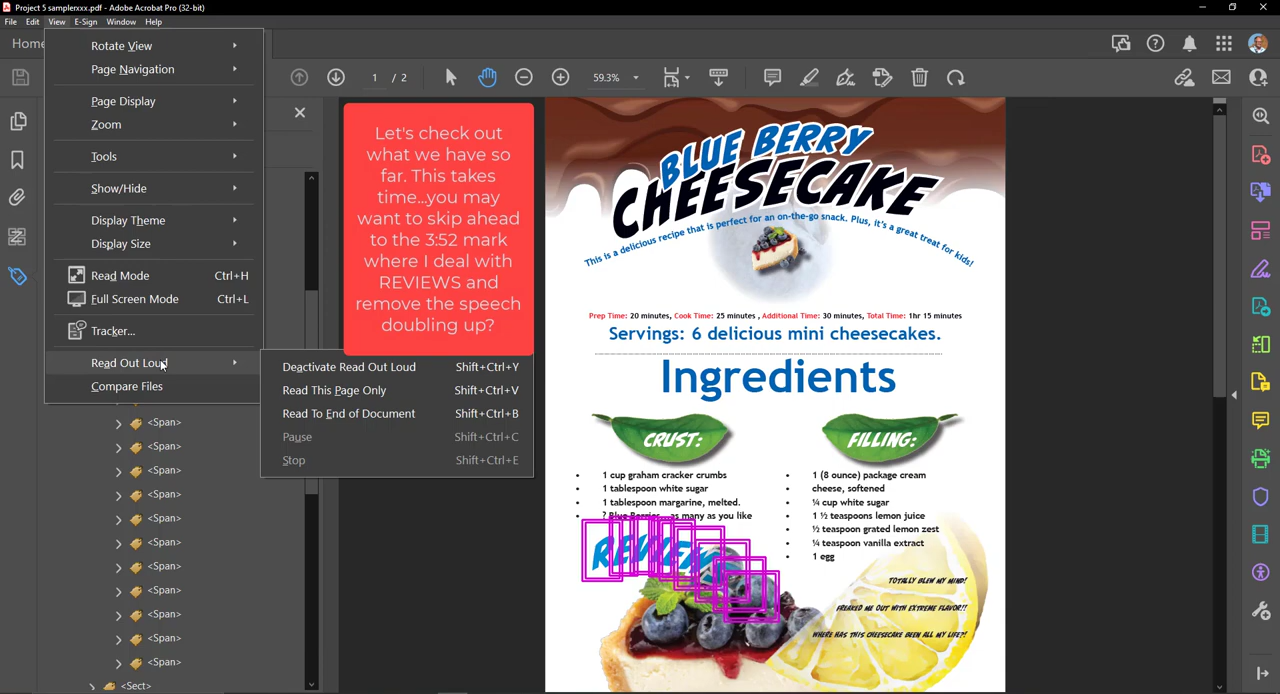 Project 5 samplerxxx.pdf - Adobe Acrobat Pro (32-bit)
File Edit View E-Sign Window Help
Home
Rotate View
Page Navigation
Page Display
Zoom
Tools
Show/Hide
Display Theme
Display Size
Read Mode Ctrl+H
Full Screen Mode Ctrl+L
Tracker...
Read Out Loud
Compare Files
Deactivate Read Out Loud Shift+Ctrl+Y
Read This Page Only Shift+Ctrl+V
Read To End of Document Shift+Ctrl+B
Pause Shift+Ctrl+C
Stop Shift+Ctrl+E
<Span>
<Span>
<Span>
<Span>
<Span>
<Span>
<Span>
<Span>
<Span>
<Span>
<Span>
<Sect>
1 / 2
59.3%
Let's check out
what we have so
far. This takes
time...you may
want to skip ahead
to the 3:52 mark
where I deal with
REVIEWS and
remove the speech
doubling up?
BLUE BERRY
CHEESECAKE
This is a delicious recipe that is perfect for an on-the-go snack. Plus, it's a great treat for kids!
Prep Time: 20 minutes, Cook Time: 25 minutes , Additional Time: 30 minutes, Total Time: 1hr 15 minutes
Servings: 6 delicious mini cheesecakes.
Ingredients
CRUST:
• 1 cup graham cracker crumbs
• 1 tablespoon white sugar
• 1 tablespoon margarine, melted.
• ? Blue Berries...as many as you like
FILLING:
• 1 (8 ounce) package cream
cheese, softened
• ¼ cup white sugar
• 1 ½ teaspoons lemon juice
• ½ teaspoon grated lemon zest
• ¼ teaspoon vanilla extract
• 1 egg
TOTALLY BLEW MY MIND!
FREAKED ME OUT WITH EXTREME FLAVOR!!
WHERE HAS THIS CHEESECAKE BEEN ALL MY LIFE?!